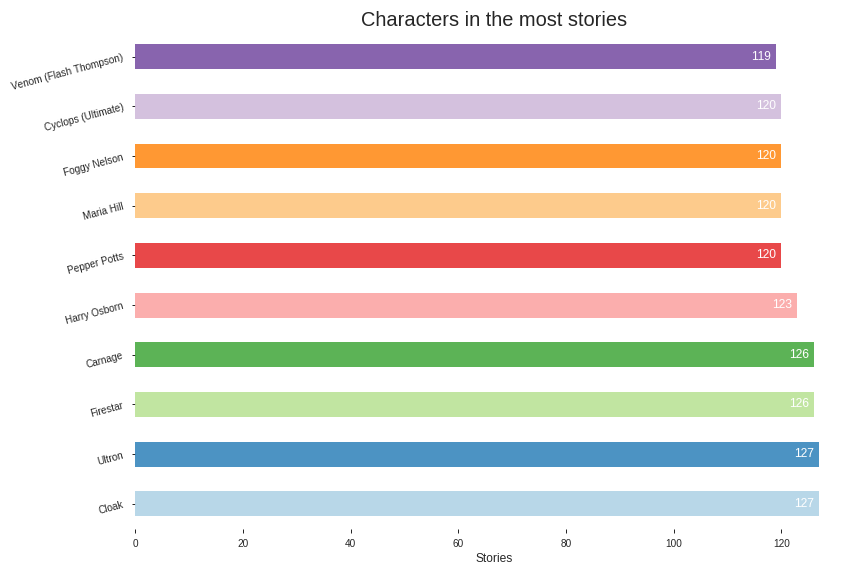 Characters in the most stories
Venom (Flash Thompson) 119
Cyclops (Ultimate) 120
Foggy Nelson 120
Maria Hill 120
Pepper Potts 120
Harry Osborn 123
Carnage 126
Firestar 126
Ultron 127
Cloak 127
0 20 40 60 80 100 120
Stories